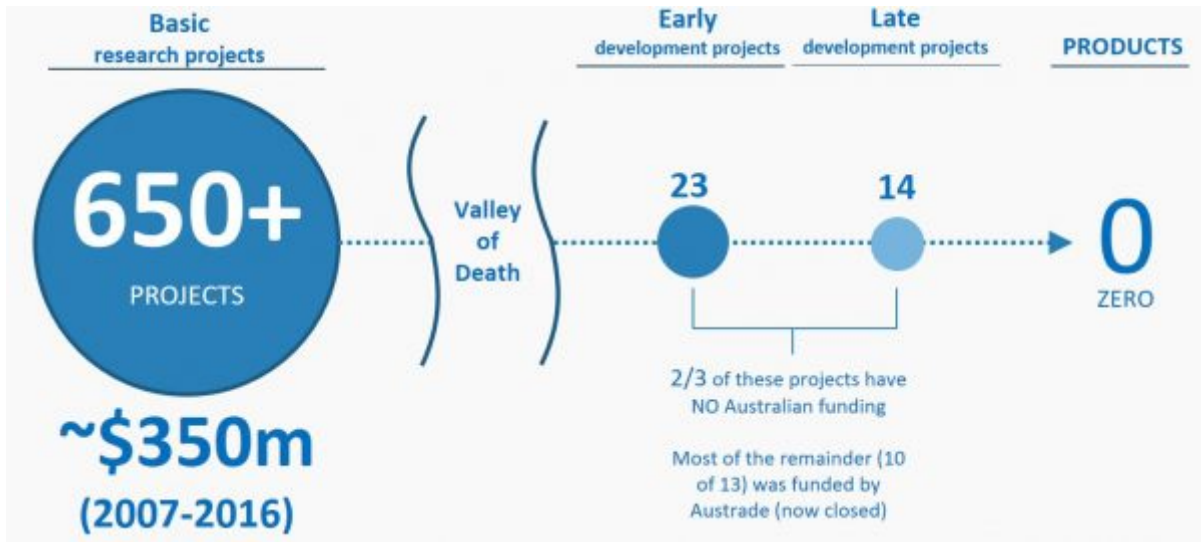 Basic
research projects
Early
development projects
Late
development projects
PRODUCTS
650+
PROJECTS
Valley
of
Death
23
14
0
ZERO
2/3 of these projects have
NO Australian funding
Most of the remainder (10
of 13) was funded by
Austrade (now closed)
~$350m
(2007-2016)